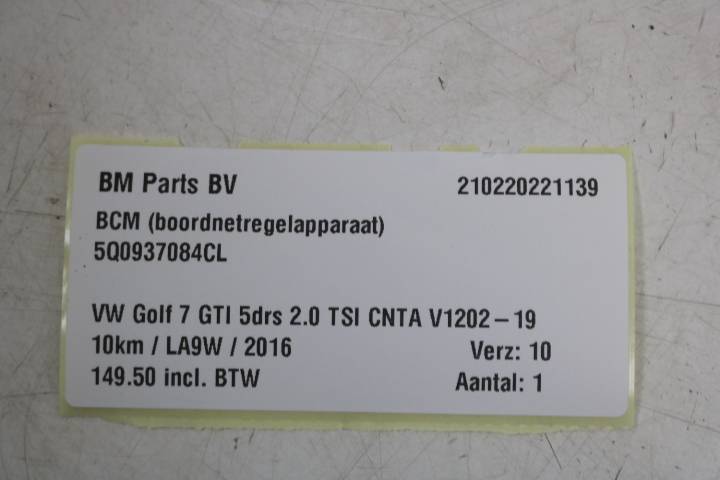 BM Parts BV 210220221139
BCM (boordnetregelapparaat)
5Q0937084CL
VW Golf 7 GTI 5drs 2.0 TSI CNTA V1202-19
10km / LA9W / 2016 Verz: 10
149.50 incl. BTW Aantal: 1